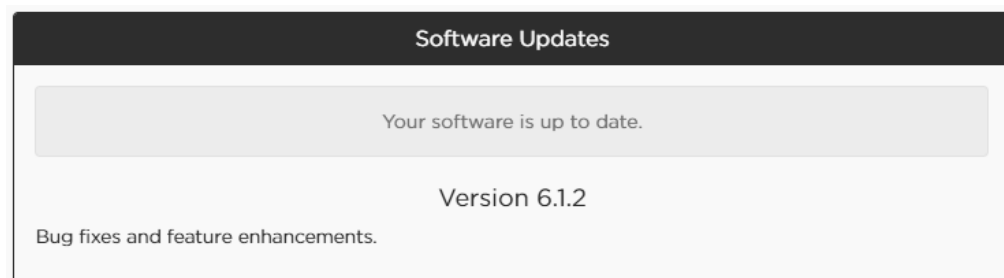 Software Updates
Your software is up to date.
Version 6.1.2
Bug fixes and feature enhancements.